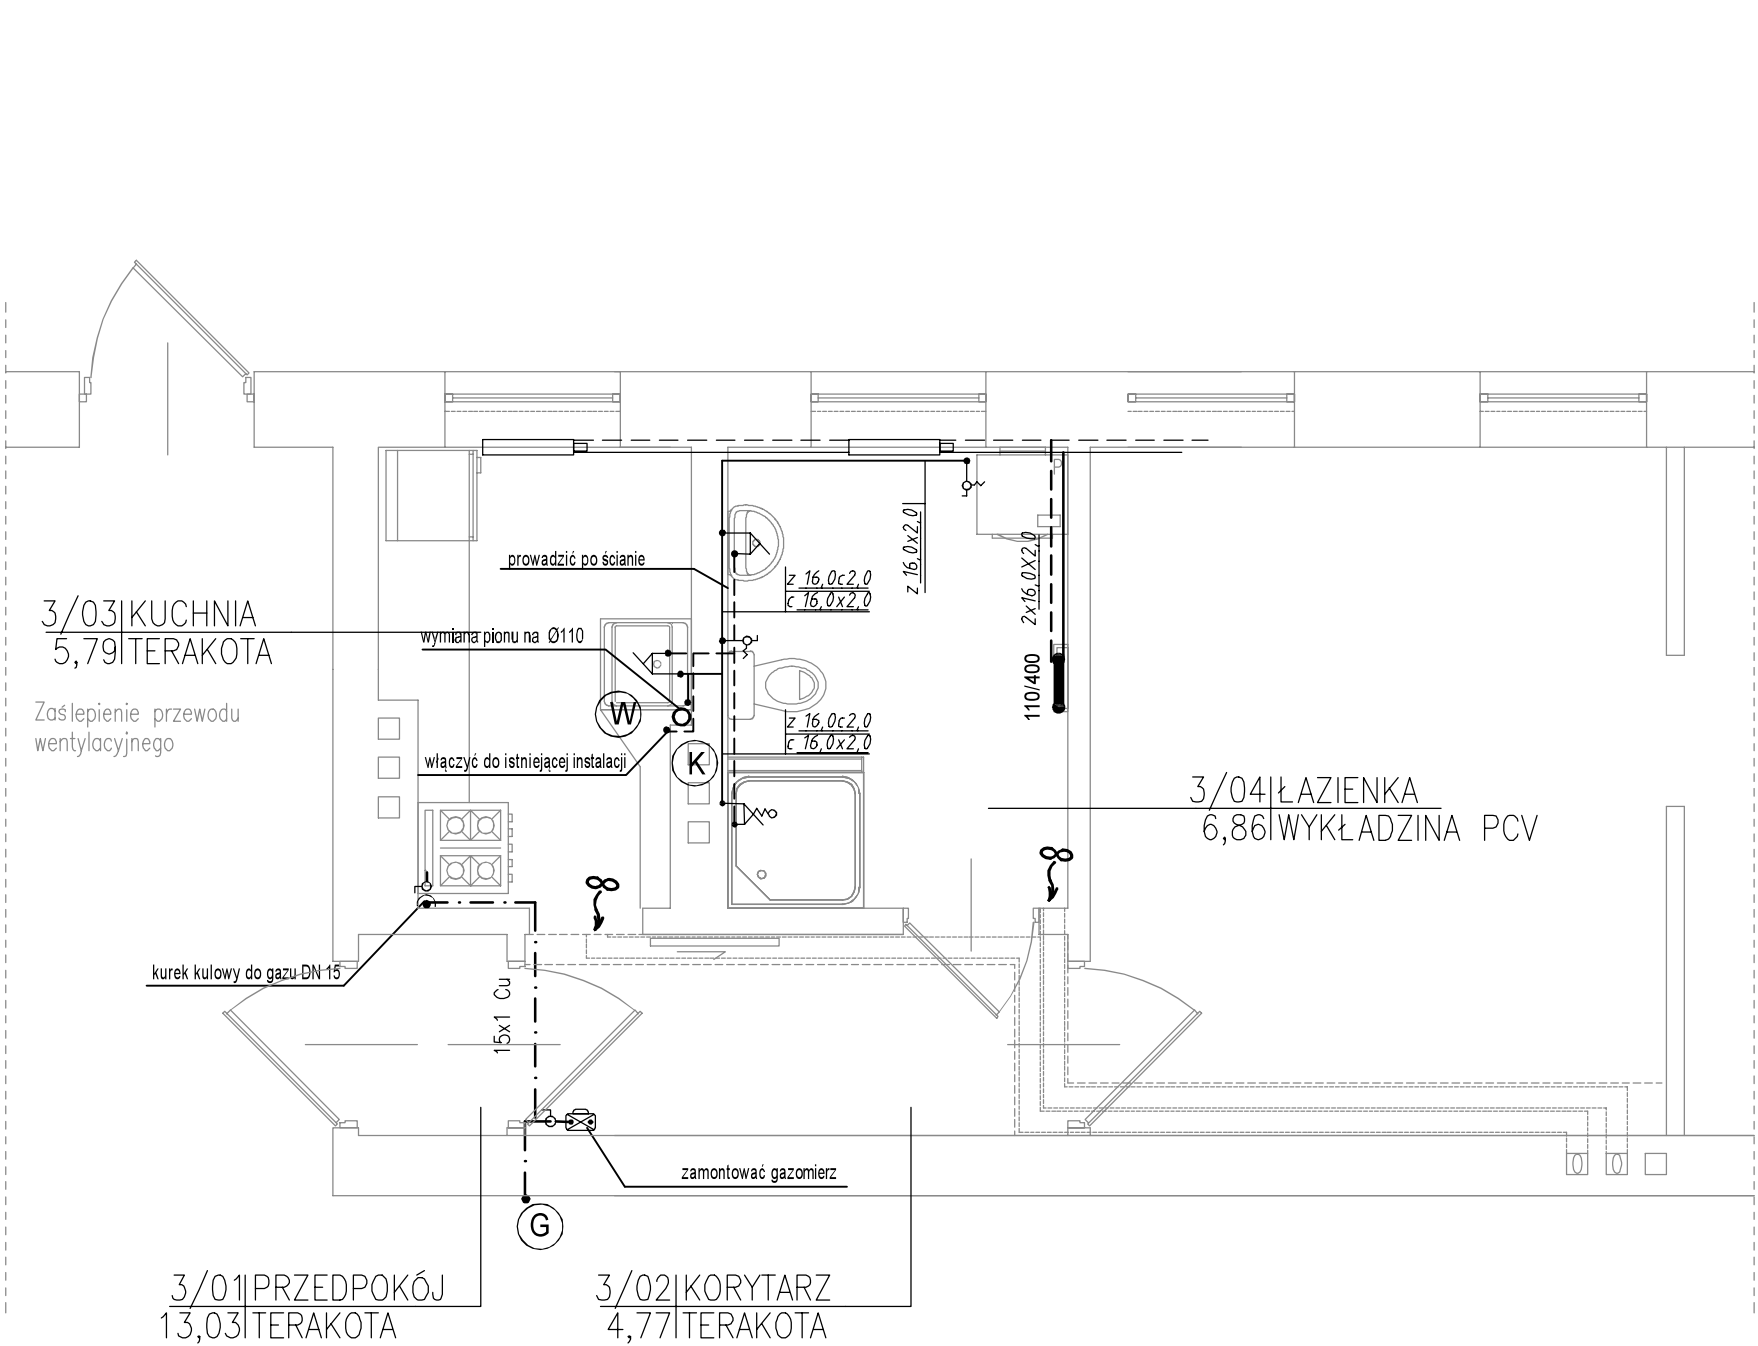 prowadzić po ścianie
z 16,0x2,0
2x16,0X2,0
z 16,0c2,0
c 16,0x2,0
3/03 KUCHNIA
5,79 TERAKOTA
wymiana pionu na Ø110
110/400
Zaślepienie przewodu
wentylacyjnego
W
z 16,0c2,0
c 16,0x2,0
włączyć do istniejącej instalacji
K
3/04 ŁAZIENKA
6,86 WYKŁADZINA PCV
kurek kulowy do gazu DN 15
15x1 Cu
zamontować gazomierz
G
3/01 PRZEDPOKÓJ
13,03 TERAKOTA
3/02 KORYTARZ
4,77 TERAKOTA